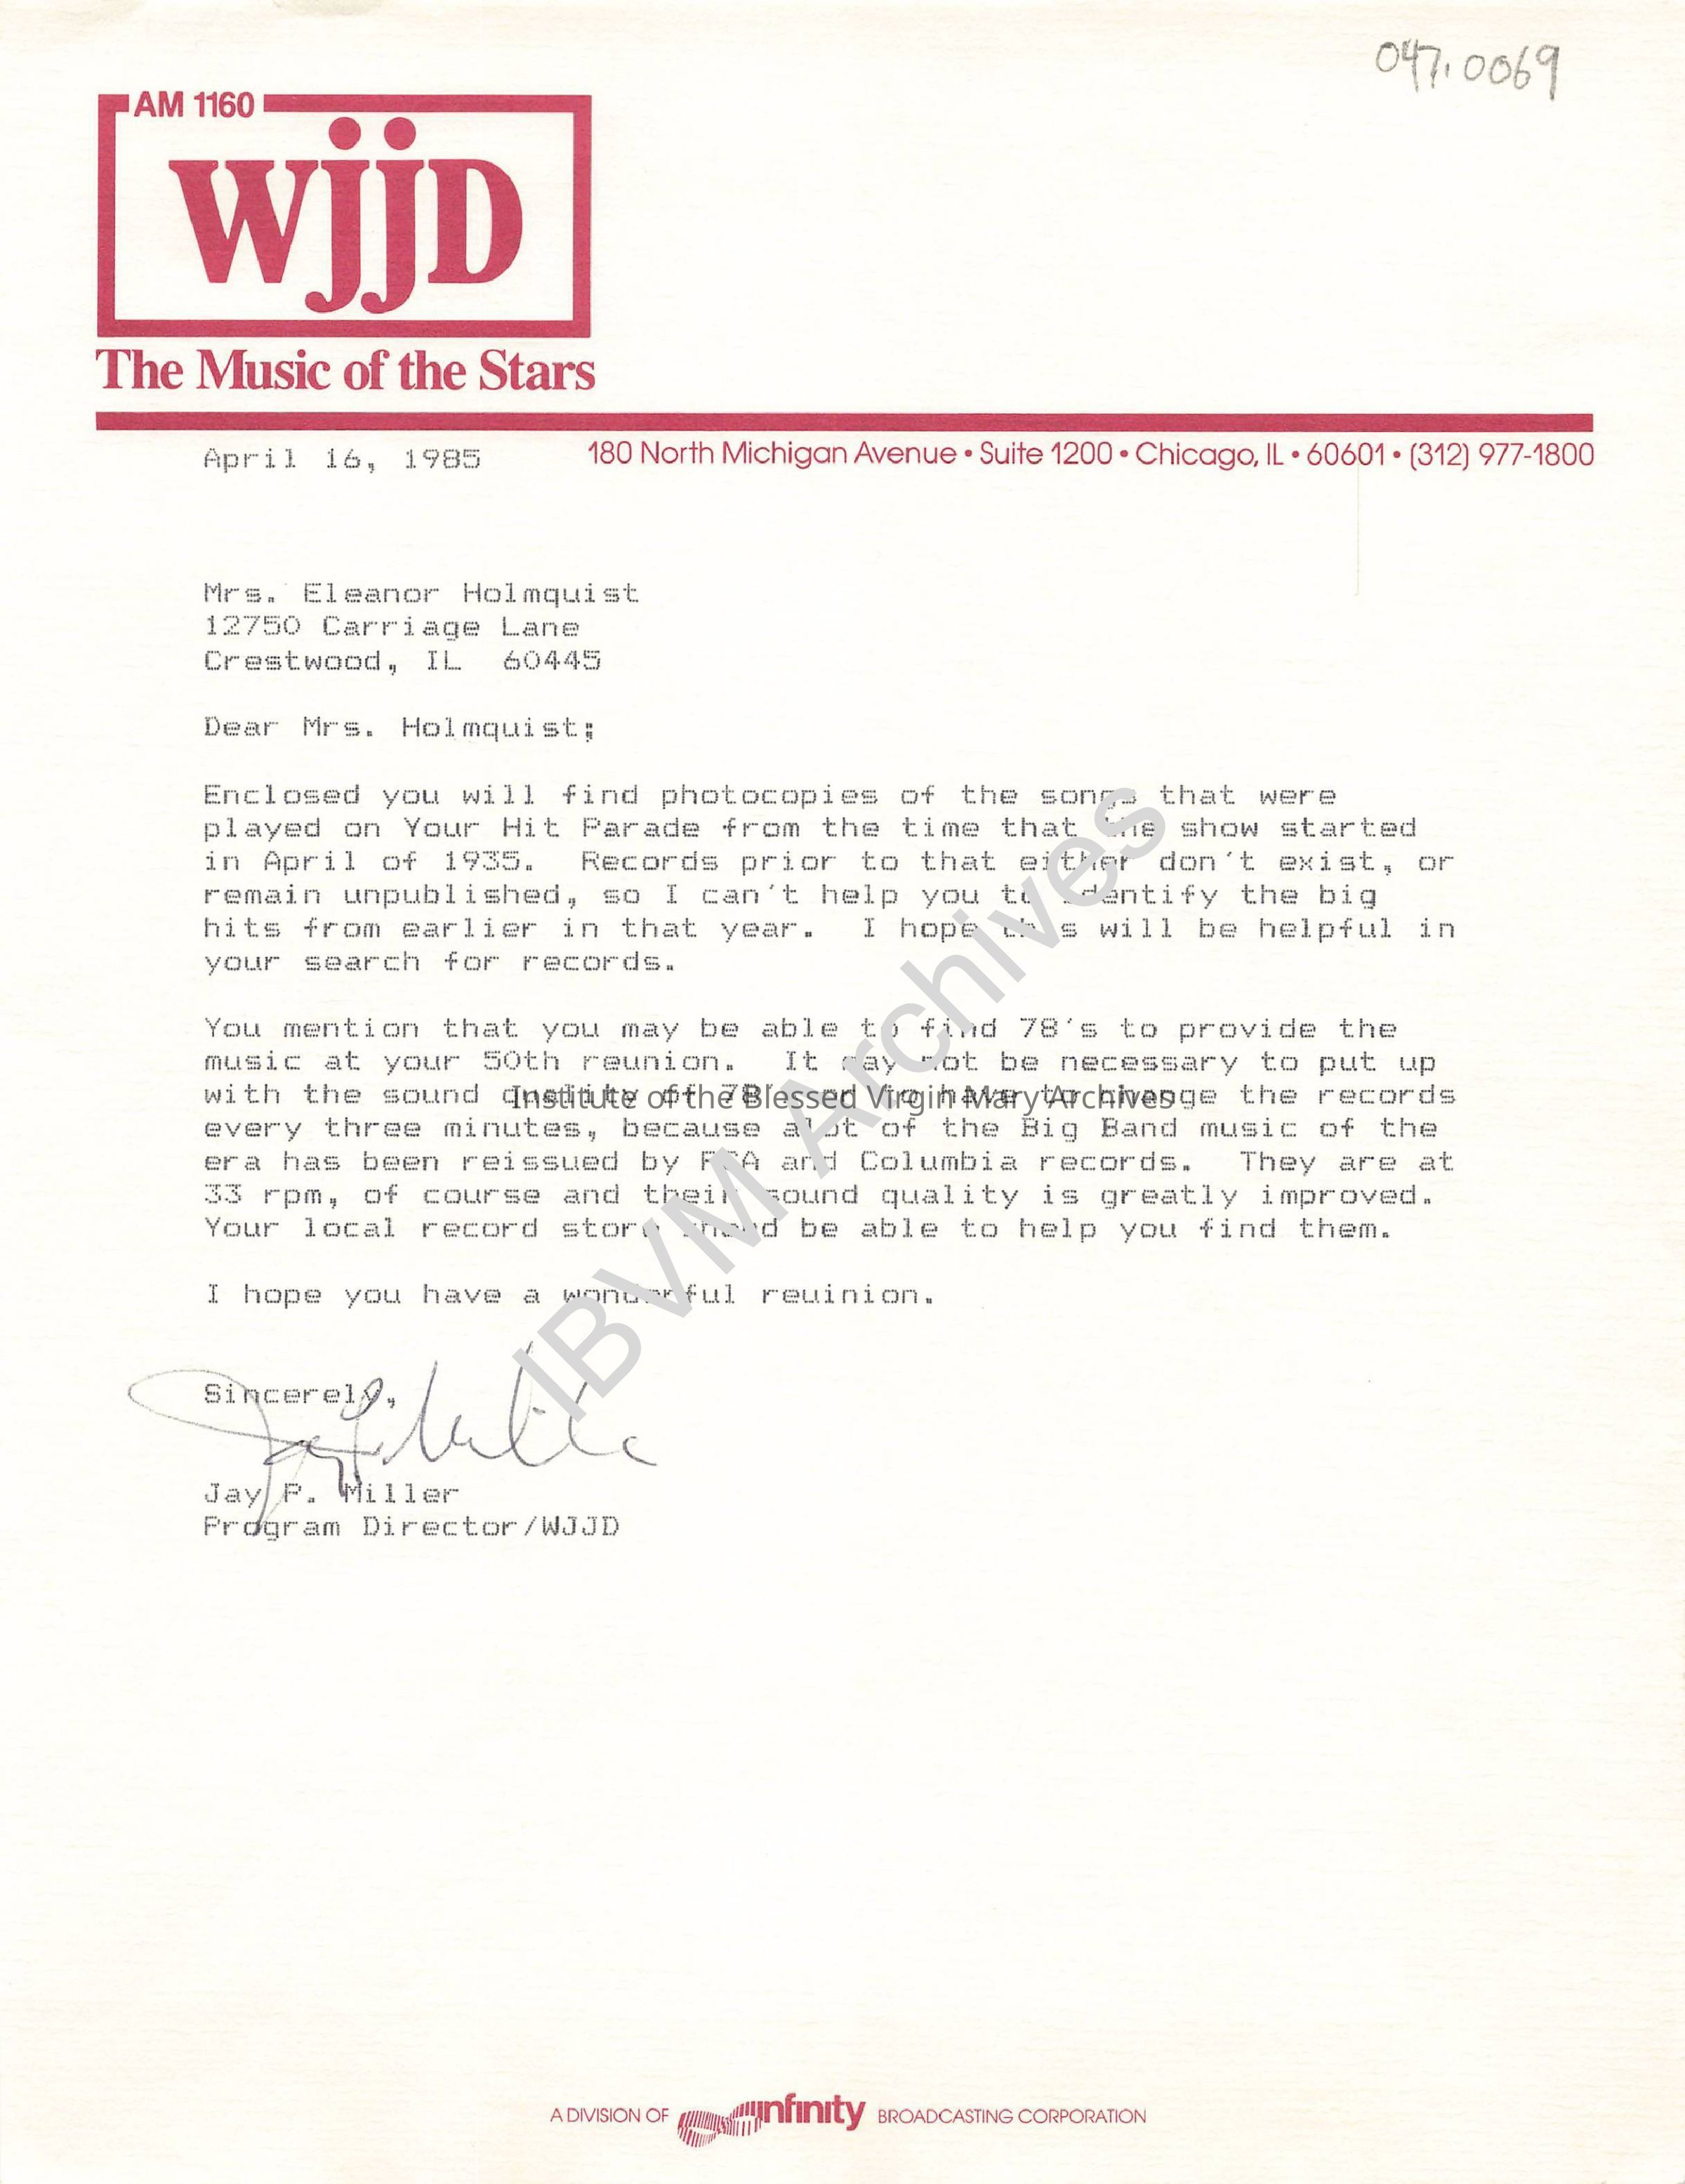 047.0069
AM 1160
wjjD
The Music of the Stars
180 North Michigan Avenue • Suite 1200 • Chicago, IL • 60601 • (312) 977-1800
April 16, 1985
Mrs. Eleanor Holmquist
12750 Carriage Lane
Crestwood, IL  60445
Dear Mrs. Holmquist;
Enclosed you will find photocopies of the songs that were
played on Your Hit Parade from the time that the show started
in April of 1935.  Records prior to that either don't exist, or
remain unpublished, so I can't help you to identify the big
hits from earlier in that year.  I hope this will be helpful in
your search for records.
You mention that you may be able to find 78's to provide the
music at your 50th reunion.  It may not be necessary to put up
with the sound quality of 78's or to have to change the records
every three minutes, because alot of the Big Band music of the
era has been reissued by RCA and Columbia records.  They are at
33 rpm, of course and their sound quality is greatly improved.
Your local record store be able to help you find them.
I hope you have a wonderful reuinion.
Sincerely,
Jay P. Miller
Jay P. Miller
Program Director/WJJD
IBVM Archives
Institute of the Blessed Virgin Mary Archives
A DIVISION OF infinity BROADCASTING CORPORATION